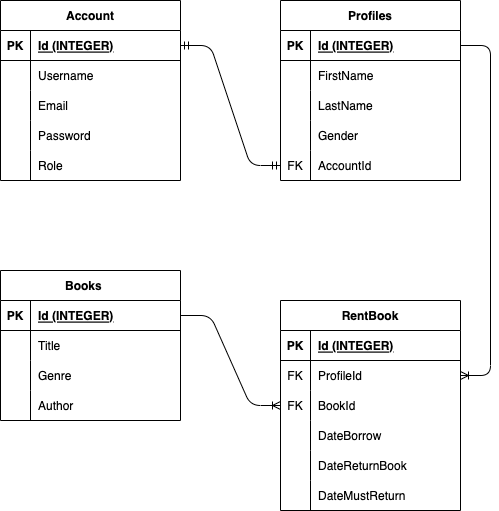 Account
PK Id (INTEGER)
Username
Email
Password
Role
Profiles
PK Id (INTEGER)
FirstName
LastName
Gender
FK AccountId
Books
PK Id (INTEGER)
Title
Genre
Author
RentBook
PK Id (INTEGER)
FK ProfileId
FK BookId
DateBorrow
DateReturnBook
DateMustReturn